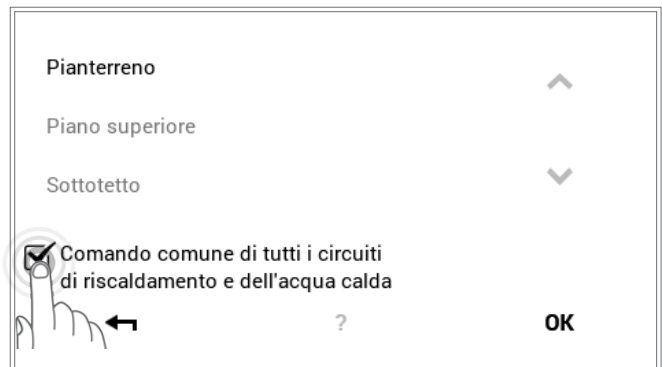 Pianterreno
Piano superiore
Sottotetto
Comando comune di tutti i circuiti
di riscaldamento e dell'acqua calda
? OK